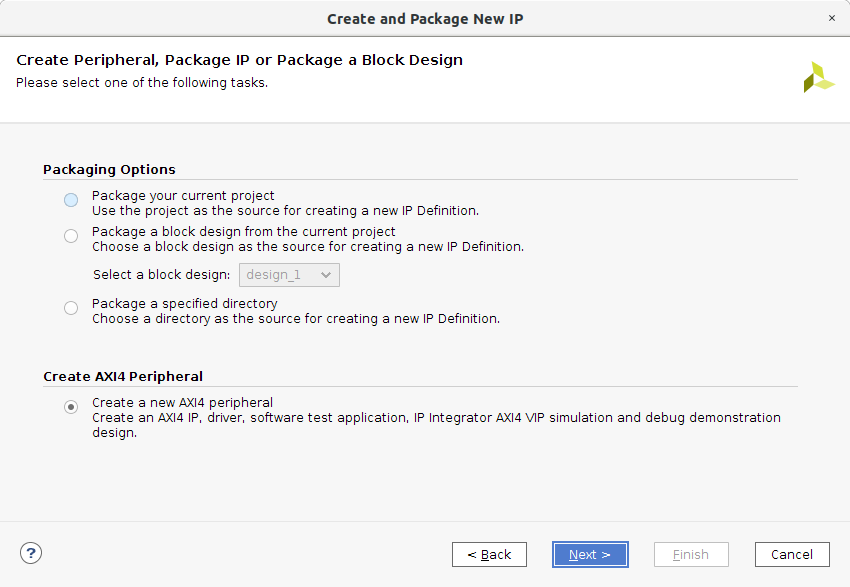 Create and Package New IP
×
Create Peripheral, Package IP or Package a Block Design
Please select one of the following tasks.
Packaging Options
Package your current project
Use the project as the source for creating a new IP Definition.
Package a block design from the current project
Choose a block design as the source for creating a new IP Definition.
Select a block design: design_1
Package a specified directory
Choose a directory as the source for creating a new IP Definition.
Create AXI4 Peripheral
Create a new AXI4 peripheral
Create an AXI4 IP, driver, software test application, IP Integrator AXI4 VIP simulation and debug demonstration
design.
? < Back Next > Finish Cancel